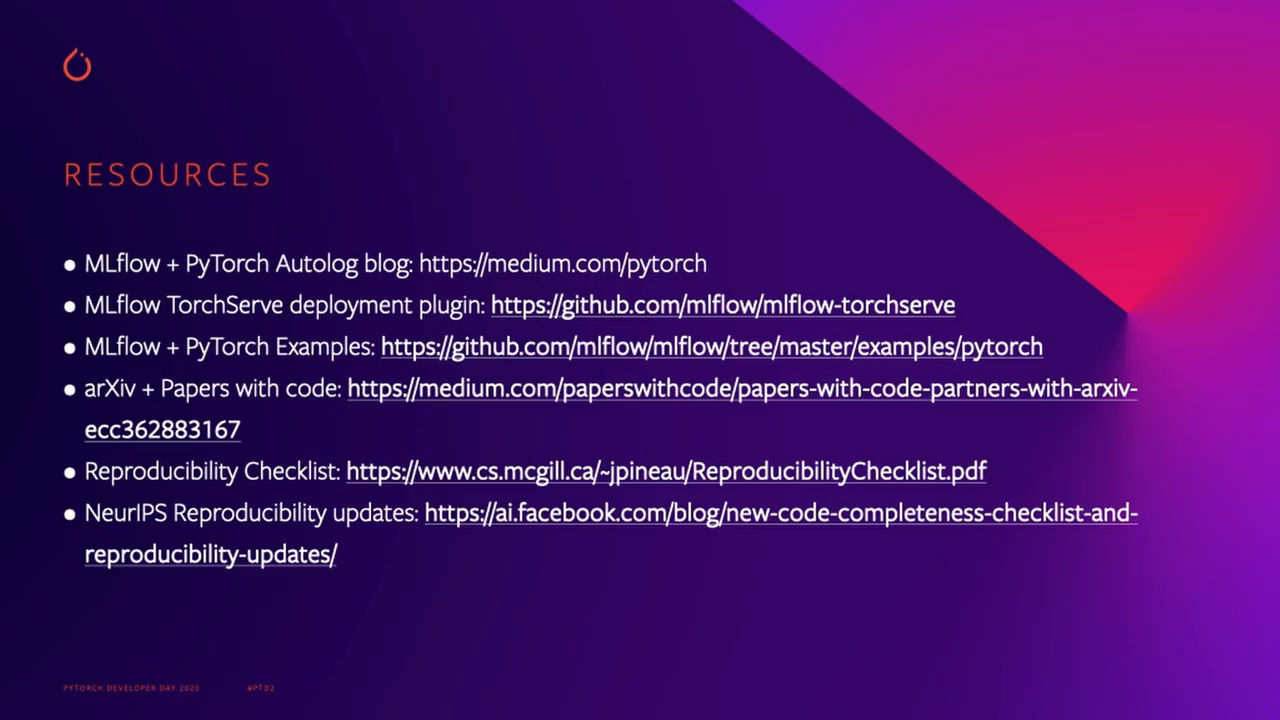 RESOURCES
● MLflow + PyTorch Autolog blog: https://medium.com/pytorch
● MLflow TorchServe deployment plugin: https://github.com/mlflow/mlflow-torchserve
● MLflow + PyTorch Examples: https://github.com/mlflow/mlflow/tree/master/examples/pytorch
● arXiv + Papers with code: https://medium.com/paperswithcode/papers-with-code-partners-with-arxiv-
ecc362883167
● Reproducibility Checklist: https://www.cs.mcgill.ca/~jpineau/ReproducibilityChecklist.pdf
● NeurIPS Reproducibility updates: https://ai.facebook.com/blog/new-code-completeness-checklist-and-
reproducibility-updates/
PYTORCH DEVELOPER DAY 2020 #PTD2